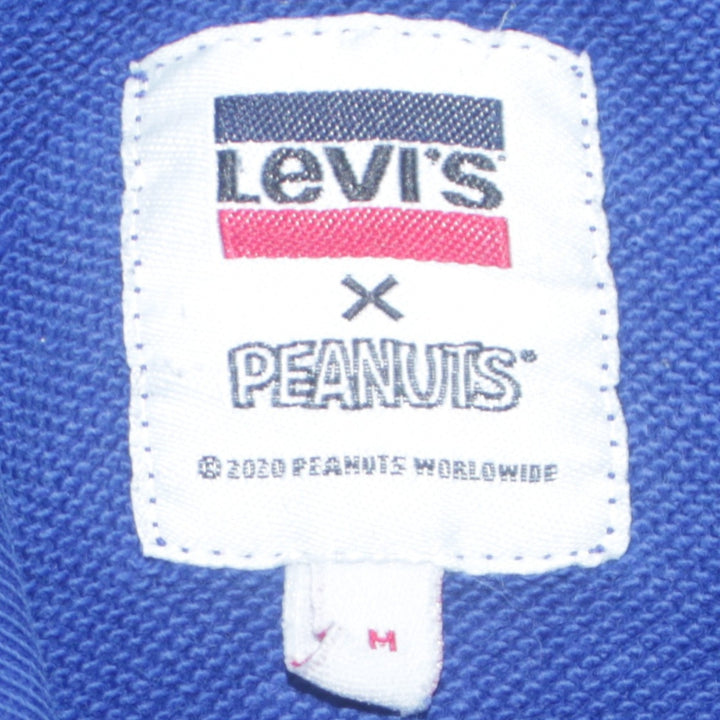 Levi's
×
PEANUTS®
© 2020 PEANUTS WORLDWIDE
M